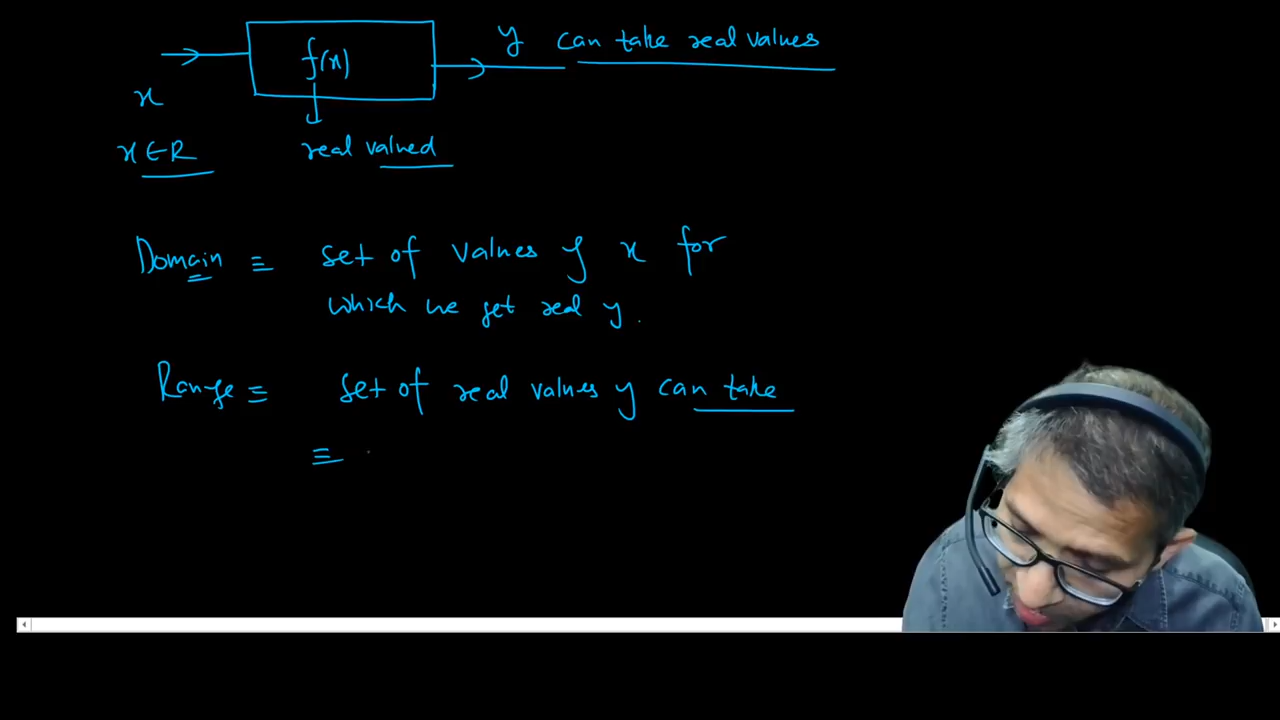 f(x)
y can take real values
x
x ∈ R
real valued
Domain ≡ set of values of x for
which we get real y.
Range ≡ set of real values y can take
≡